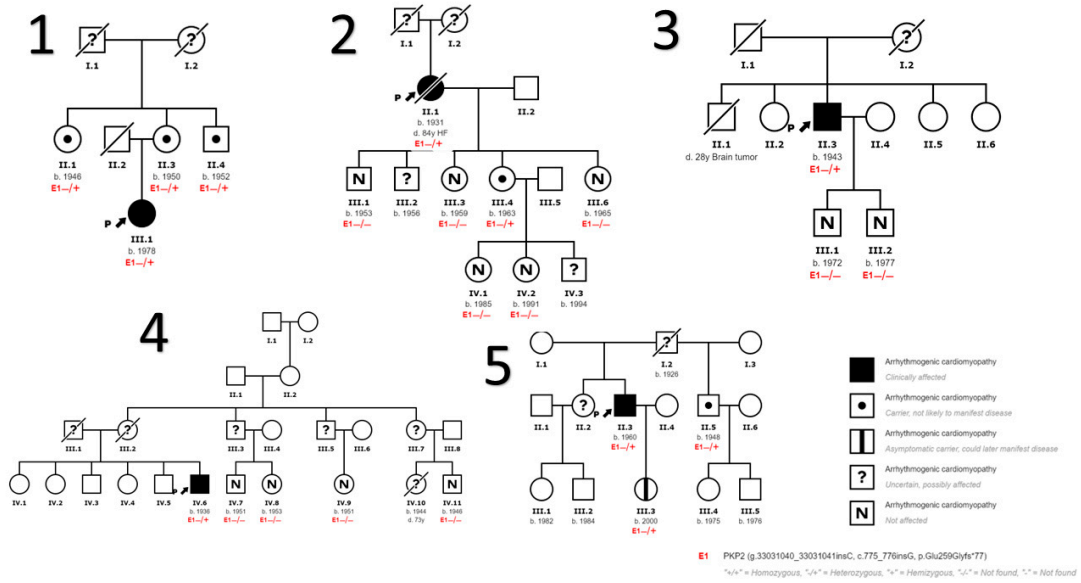 1
?
?
I.1
I.2
II.1
b. 1946
E1—/+
II.2
II.3
b. 1950
E1—/+
II.4
b. 1952
E1—/+
P
III.1
b. 1978
E1—/+
2
?
?
I.1
I.2
P
II.1
b. 1931
d. 84y HF
E1—/+
II.2
N
?
N
N
III.1
b. 1953
E1—/—
III.2
b. 1956
III.3
b. 1959
E1—/—
III.4
b. 1963
E1—/+
III.5
III.6
b. 1965
E1—/—
N
N
?
IV.1
b. 1985
E1—/—
IV.2
b. 1991
E1—/—
IV.3
b. 1994
3
?
I.1
I.2
P
II.1
d. 28y Brain tumor
II.2
II.3
b. 1943
E1—/+
II.4
II.5
II.6
N
N
III.1
b. 1972
E1—/—
III.2
b. 1977
E1—/—
4
I.1
I.2
II.1
II.2
?
?
?
?
?
III.1
III.2
III.3
III.4
III.5
III.6
III.7
III.8
P
N
N
N
?
N
IV.1
IV.2
IV.3
IV.4
IV.5
IV.6
b. 1936
E1—/+
IV.7
b. 1951
E1—/—
IV.8
b. 1953
E1—/—
IV.9
b. 1951
E1—/—
IV.10
b. 1944
d. 73y
IV.11
b. 1946
E1—/—
5
?
I.1
I.2
b. 1926
I.3
?
P
II.1
II.2
II.3
b. 1960
E1—/+
II.4
II.5
b. 1948
E1—/+
II.6
III.1
b. 1982
III.2
b. 1984
III.3
b. 2000
E1—/+
III.4
b. 1975
III.5
b. 1976
Arrhythmogenic cardiomyopathy
Clinically affected
Arrhythmogenic cardiomyopathy
Carrier, not likely to manifest disease
Arrhythmogenic cardiomyopathy
Asymptomatic carrier, could later manifest disease
?
Arrhythmogenic cardiomyopathy
Uncertain, possibly affected
N
Arrhythmogenic cardiomyopathy
Not affected
E1 PKP2 (g.33031040_33031041insC, c.775_776insG, p.Glu259Glyfs*77)
"+/+" = Homozygous, "-/+" = Heterozygous, "+" = Hemizygous, "-/-" = Not found, "-" = Not found